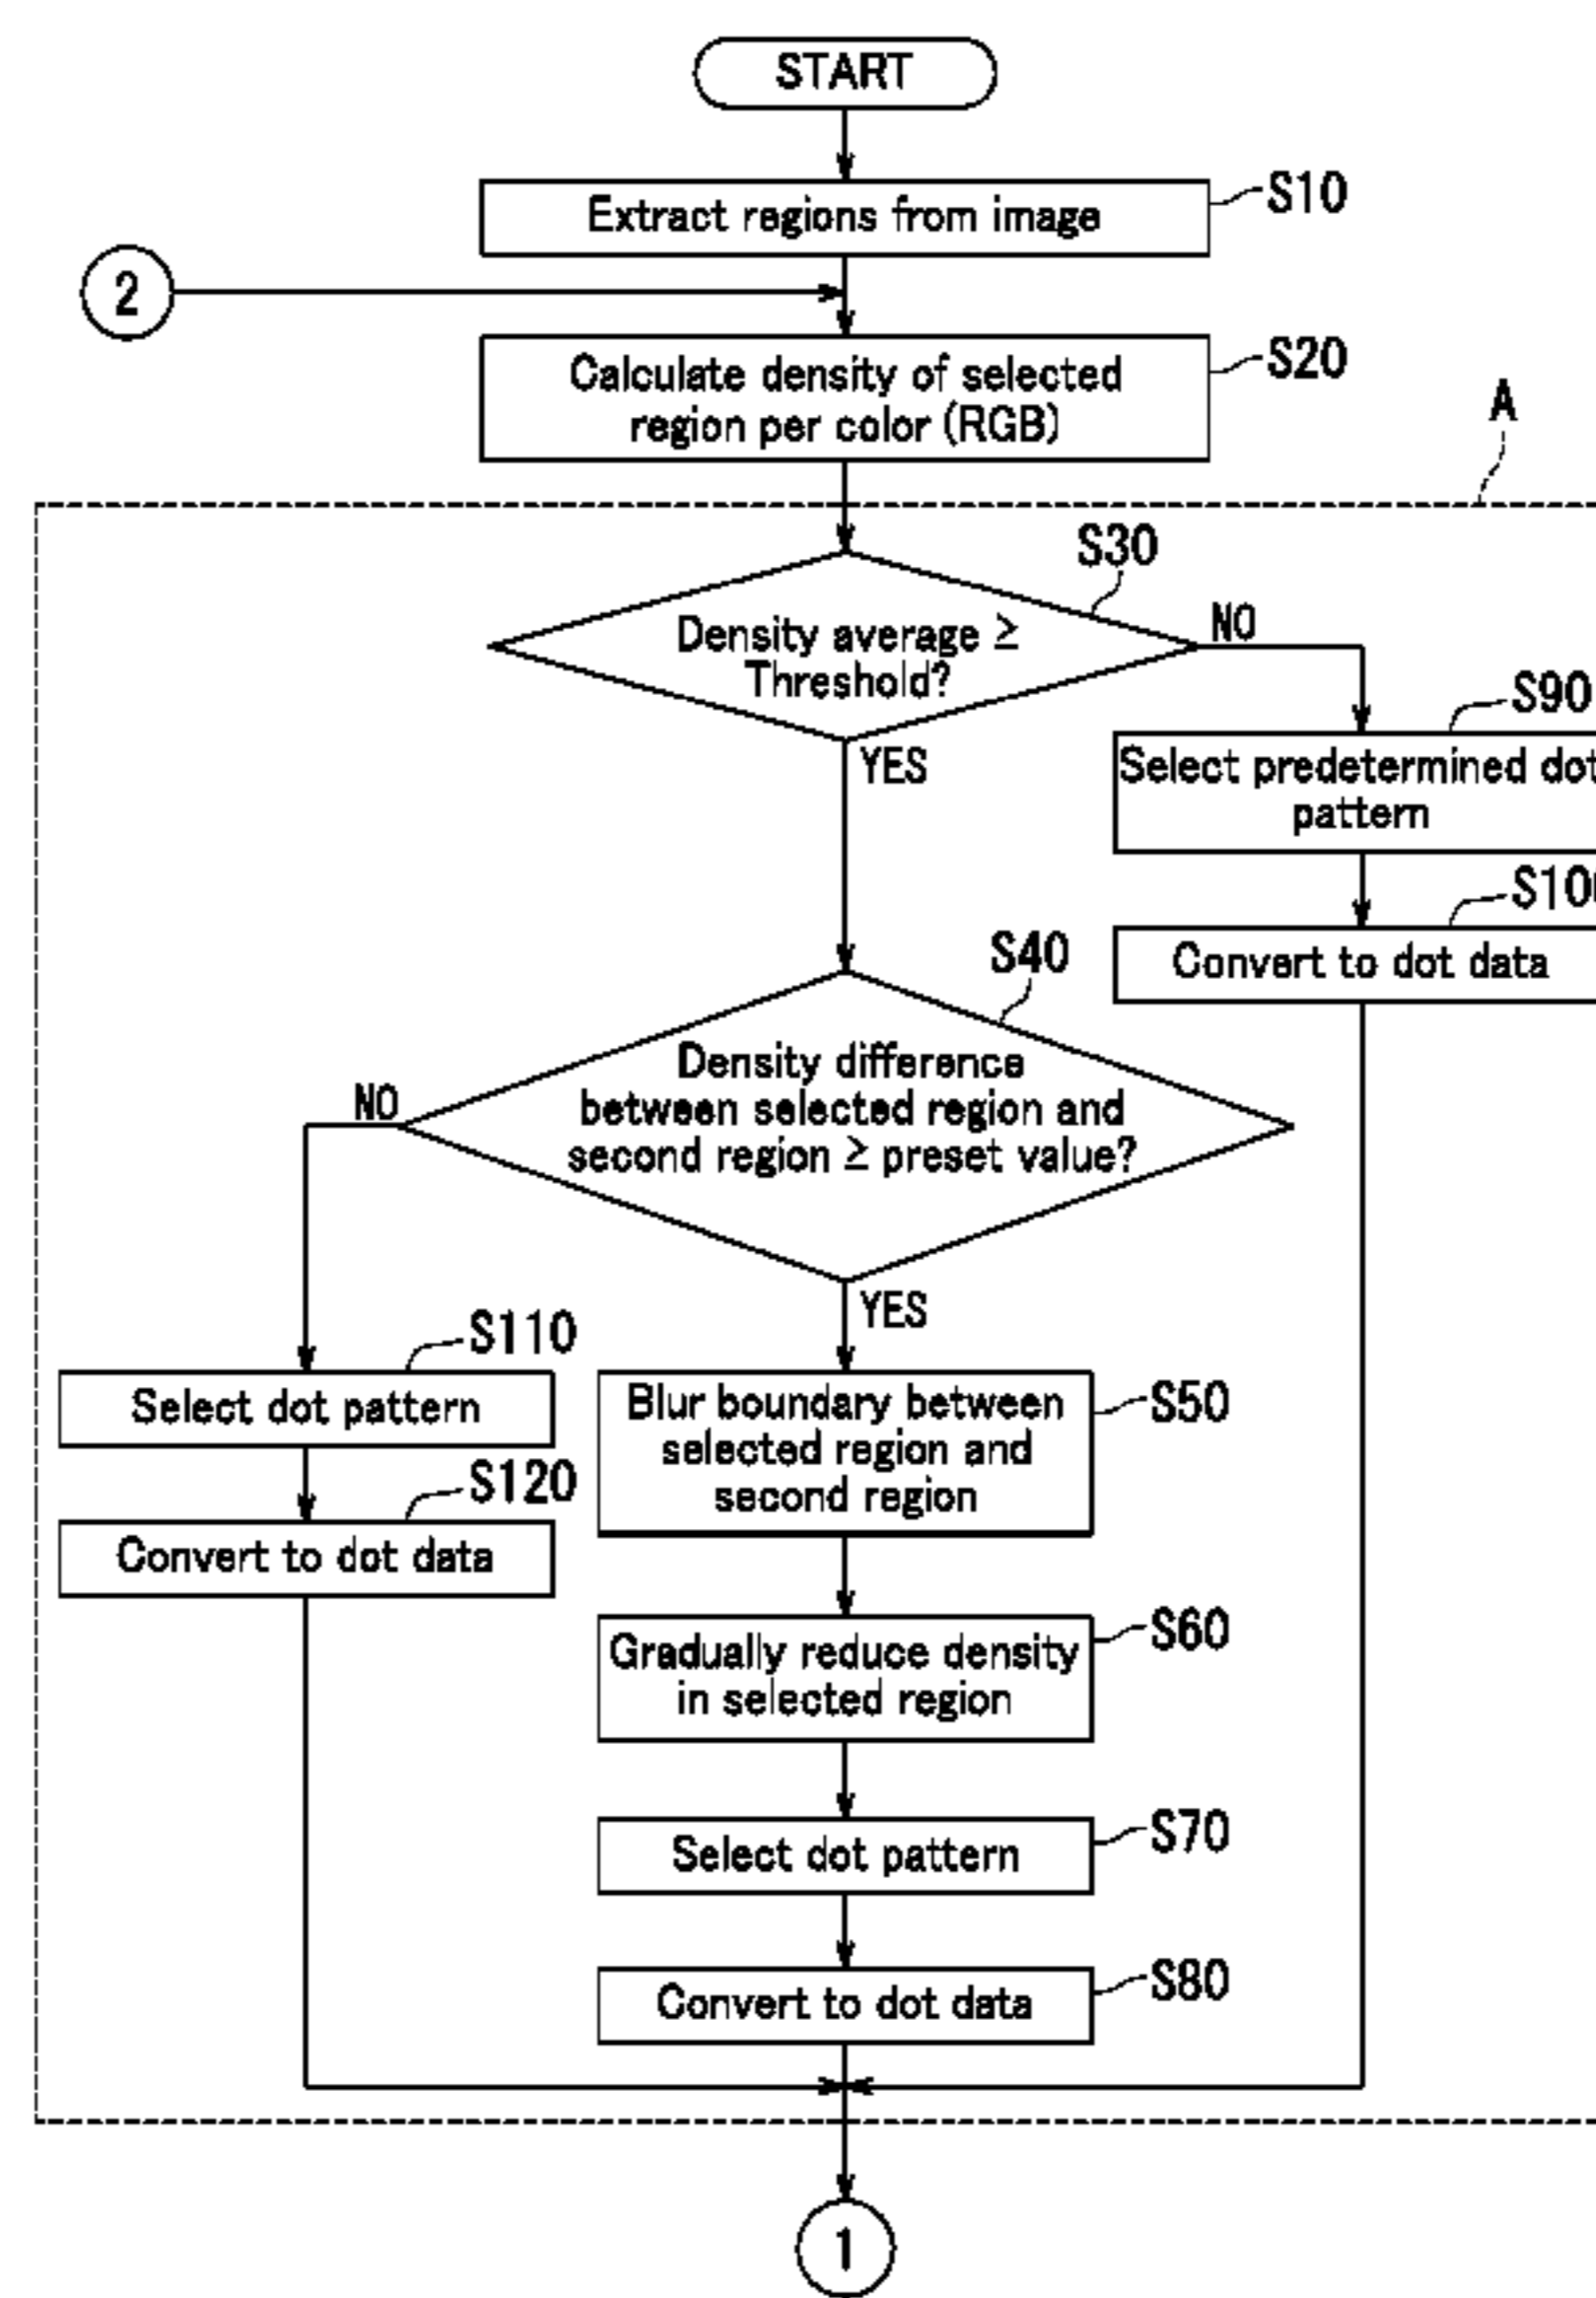 START
Extract regions from image
S10
2
Calculate density of selected
region per color (RGB)
S20
A
S30
Density average ≥
Threshold?
NO
YES
S90
Select predetermined dot
pattern
S100
Convert to dot data
S40
Density difference
between selected region and
second region ≥ preset value?
NO
YES
S110
Select dot pattern
S120
Convert to dot data
Blur boundary between
selected region and
second region
S50
Gradually reduce density
in selected region
S60
Select dot pattern
S70
Convert to dot data
S80
1